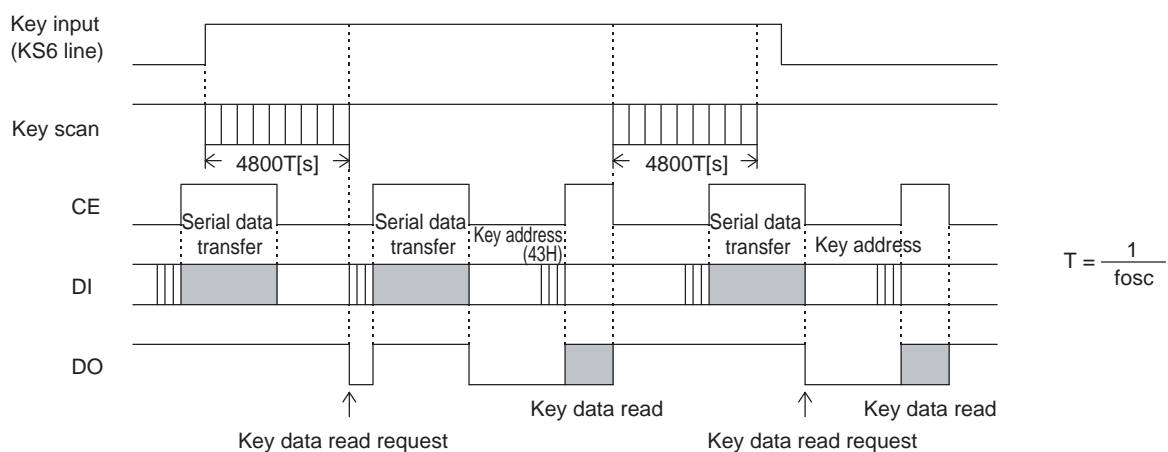 Key input
(KS6 line)
Key scan
4800T[s]
4800T[s]
CE
Serial data
transfer
Serial data
transfer
Key address
(43H)
Serial data
transfer
Key address
T = 1
fosc
DI
DO
Key data read
Key data read
Key data read request
Key data read request